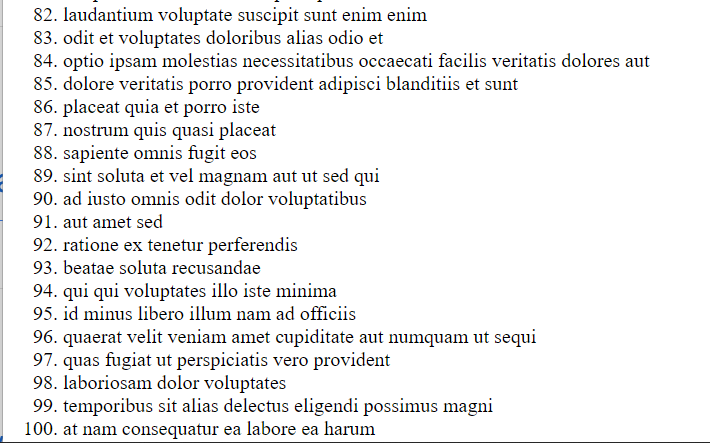 82. laudantium voluptate suscipit sunt enim enim
83. odit et voluptates doloribus alias odio et
84. optio ipsam molestias necessitatibus occaecati facilis veritatis dolores aut
85. dolore veritatis porro provident adipisci blanditiis et sunt
86. placeat quia et porro iste
87. nostrum quis quasi placeat
88. sapiente omnis fugit eos
89. sint soluta et vel magnam aut ut sed qui
90. ad iusto omnis odit dolor voluptatibus
91. aut amet sed
92. ratione ex tenetur perferendis
93. beatae soluta recusandae
94. qui qui voluptates illo iste minima
95. id minus libero illum nam ad officiis
96. quaerat velit veniam amet cupiditate aut numquam ut sequi
97. quas fugiat ut perspiciatis vero provident
98. laboriosam dolor voluptates
99. temporibus sit alias delectus eligendi possimus magni
100. at nam consequatur ea labore ea harum